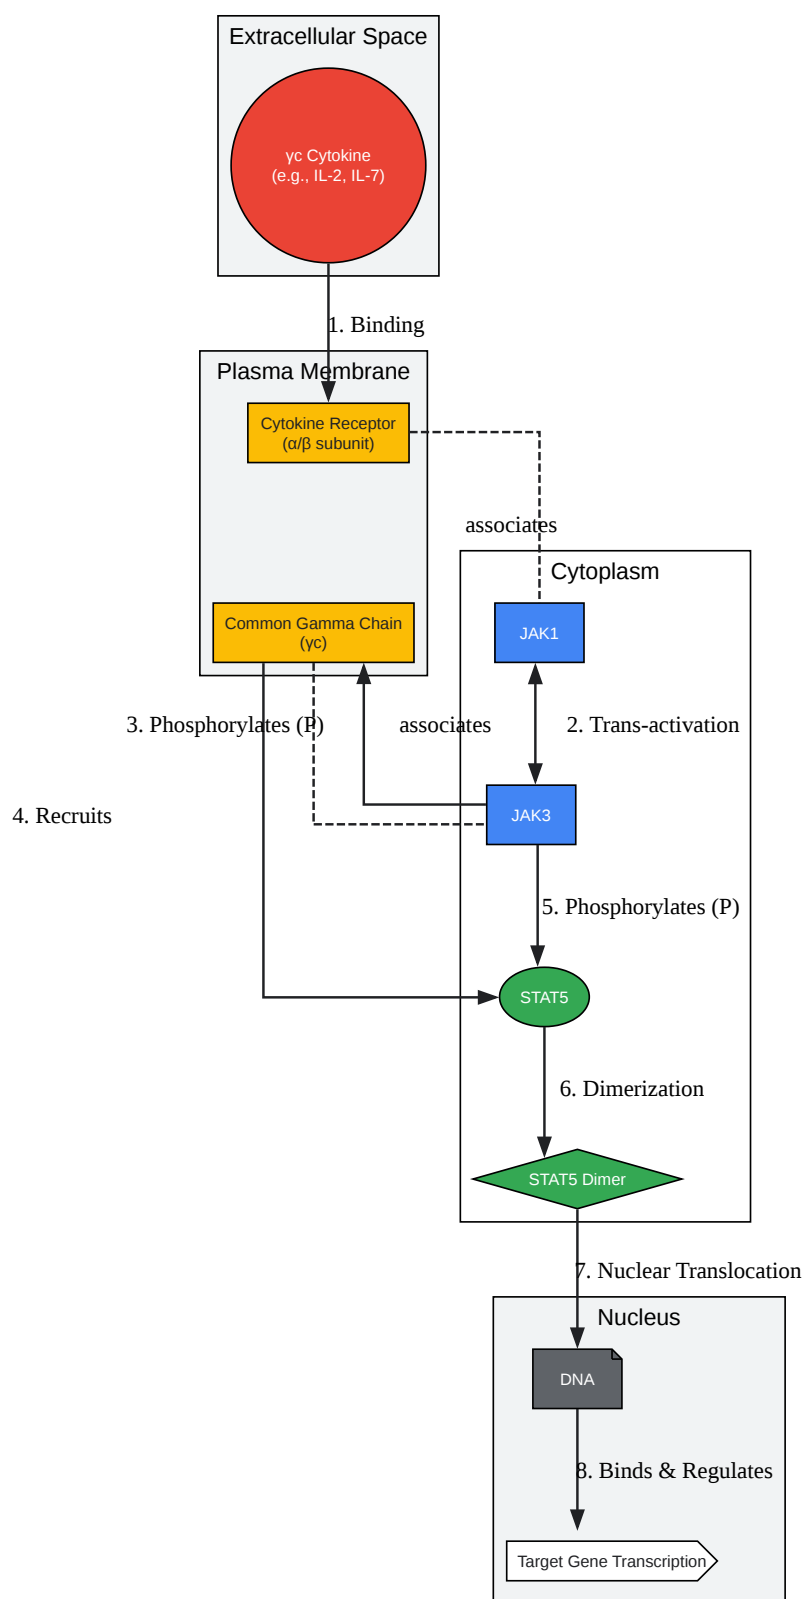 Extracellular Space
γc Cytokine
(e.g., IL-2, IL-7)
1. Binding
Plasma Membrane
Cytokine Receptor
(α/β subunit)
associates
Cytoplasm
Common Gamma Chain
(γc)
JAK1
3. Phosphorylates (P)
associates
2. Trans-activation
4. Recruits
JAK3
5. Phosphorylates (P)
STAT5
6. Dimerization
STAT5 Dimer
7. Nuclear Translocation
Nucleus
DNA
8. Binds & Regulates
Target Gene Transcription